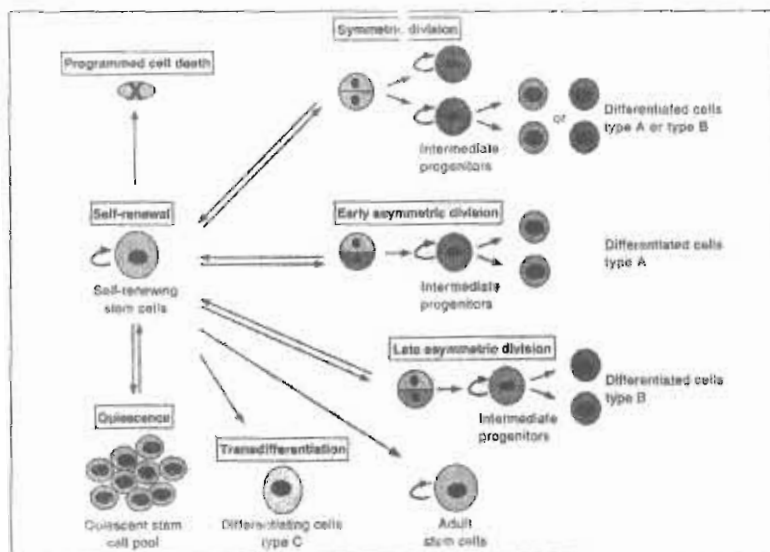 Symmetric division
Programmed cell death
Differentiated cells
type A or type B
or
Intermediate
progenitors
Self-renewal
Early asymmetric division
Differentiated cells
type A
Self-renewing
stem cells
Intermediate
progenitors
Late asymmetric division
Differentiated cells
type B
Quiescence
Intermediate
progenitors
Transdifferentiation
Quiescent stem
cell pool
Differentiating cells
type C
Adult
stem cells